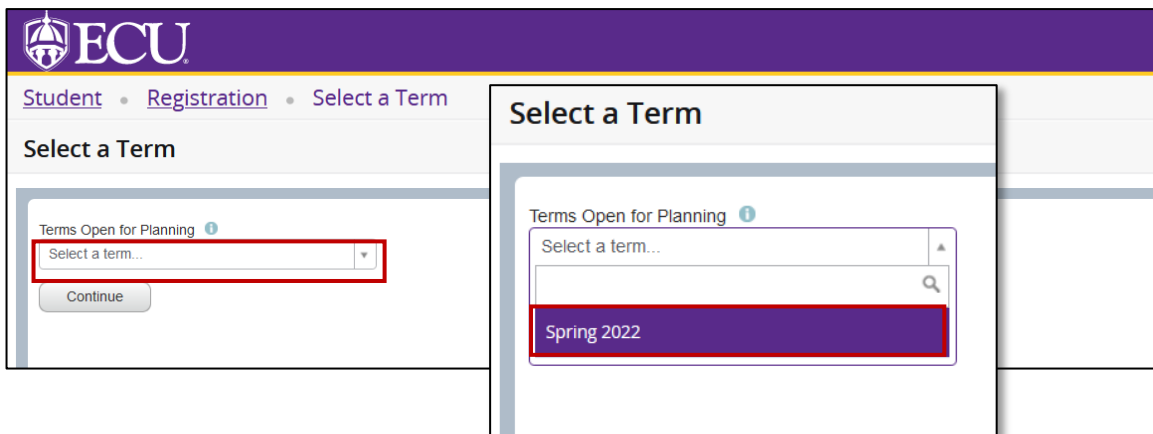 ECU
Student • Registration • Select a Term
Select a Term
Terms Open for Planning
Select a term...
Continue
Select a Term
Terms Open for Planning
Select a term...
Spring 2022